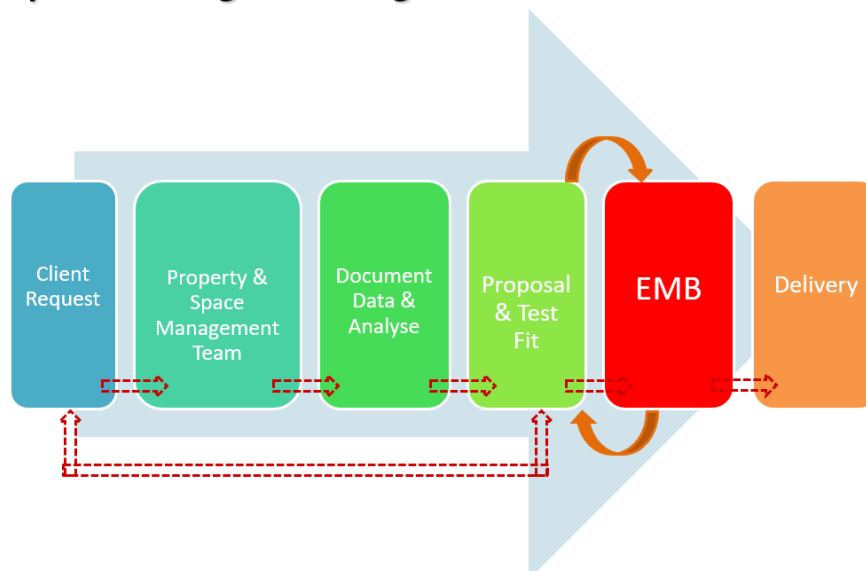 Client
Request
Property &
Space
Management
Team
Document
Data &
Analyse
Proposal
& Test
Fit
EMB
Delivery